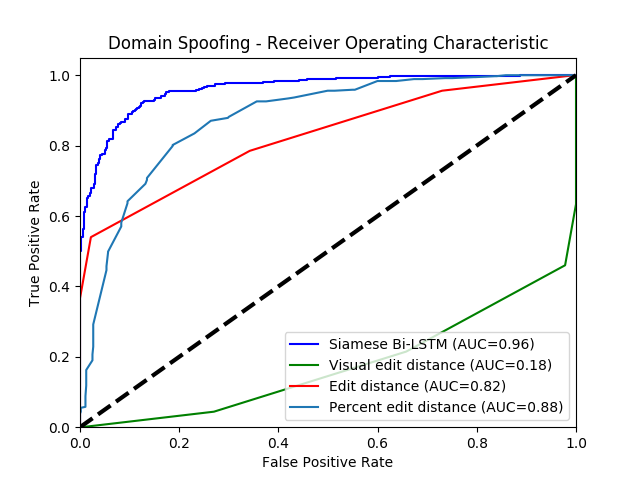 Domain Spoofing - Receiver Operating Characteristic
1.0
0.8
0.6
0.4
0.2
0.0
True Positive Rate
Siamese Bi-LSTM (AUC=0.96)
Visual edit distance (AUC=0.18)
Edit distance (AUC=0.82)
Percent edit distance (AUC=0.88)
0.0 0.2 0.4 0.6 0.8 1.0
False Positive Rate